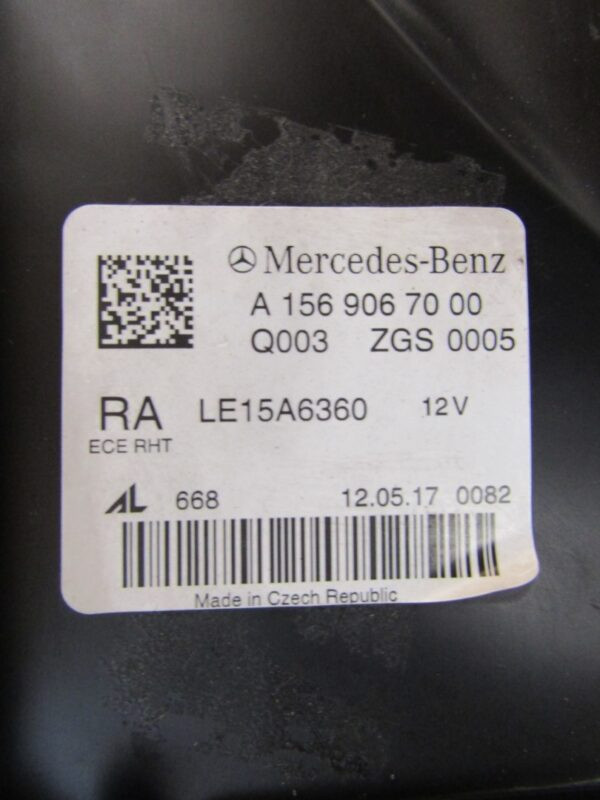 Mercedes-Benz
A 156 906 70 00
Q003 ZGS 0005
RA LE15A6360 12V
ECE RHT
AL 668 12.05.17 0082
Made in Czech Republic